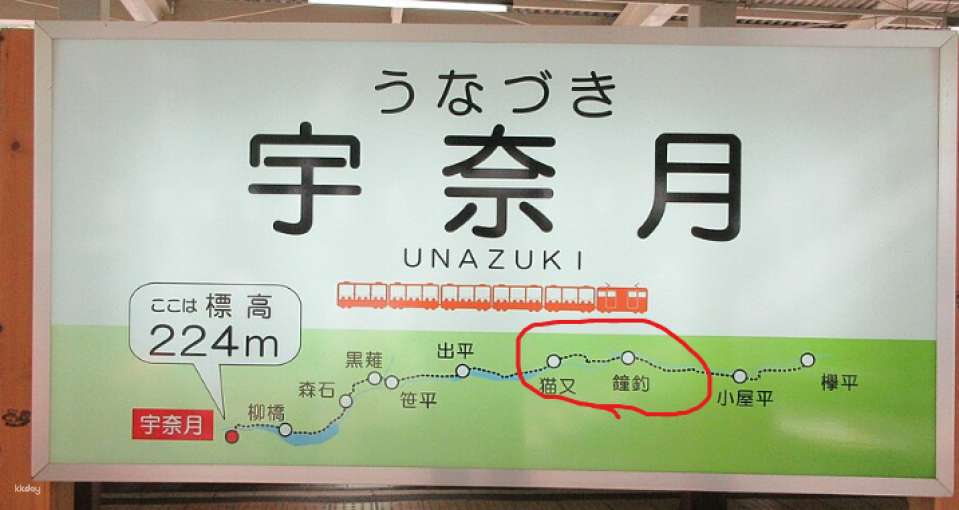 うなづき
宇奈月
UNAZUKI
ここは標高
224m
宇奈月
柳橋
森石
黒薙
笹平
出平
猫又
鐘釣
小屋平
欅平
kkday